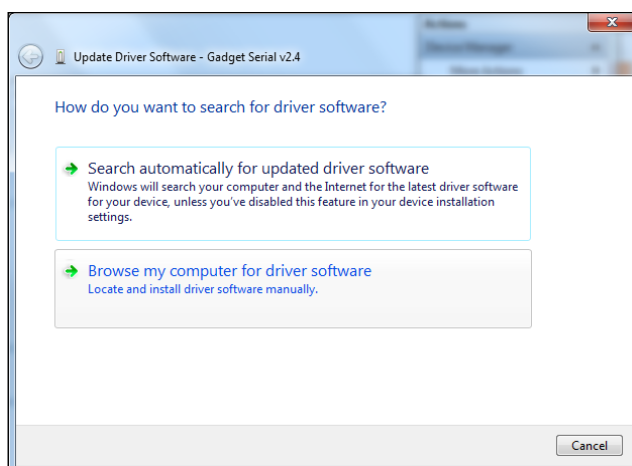 Actions
Device Manager
More Actions
Update Driver Software - Gadget Serial v2.4
How do you want to search for driver software?
Search automatically for updated driver software
Windows will search your computer and the Internet for the latest driver software
for your device, unless you've disabled this feature in your device installation
settings.
Browse my computer for driver software
Locate and install driver software manually.
Cancel